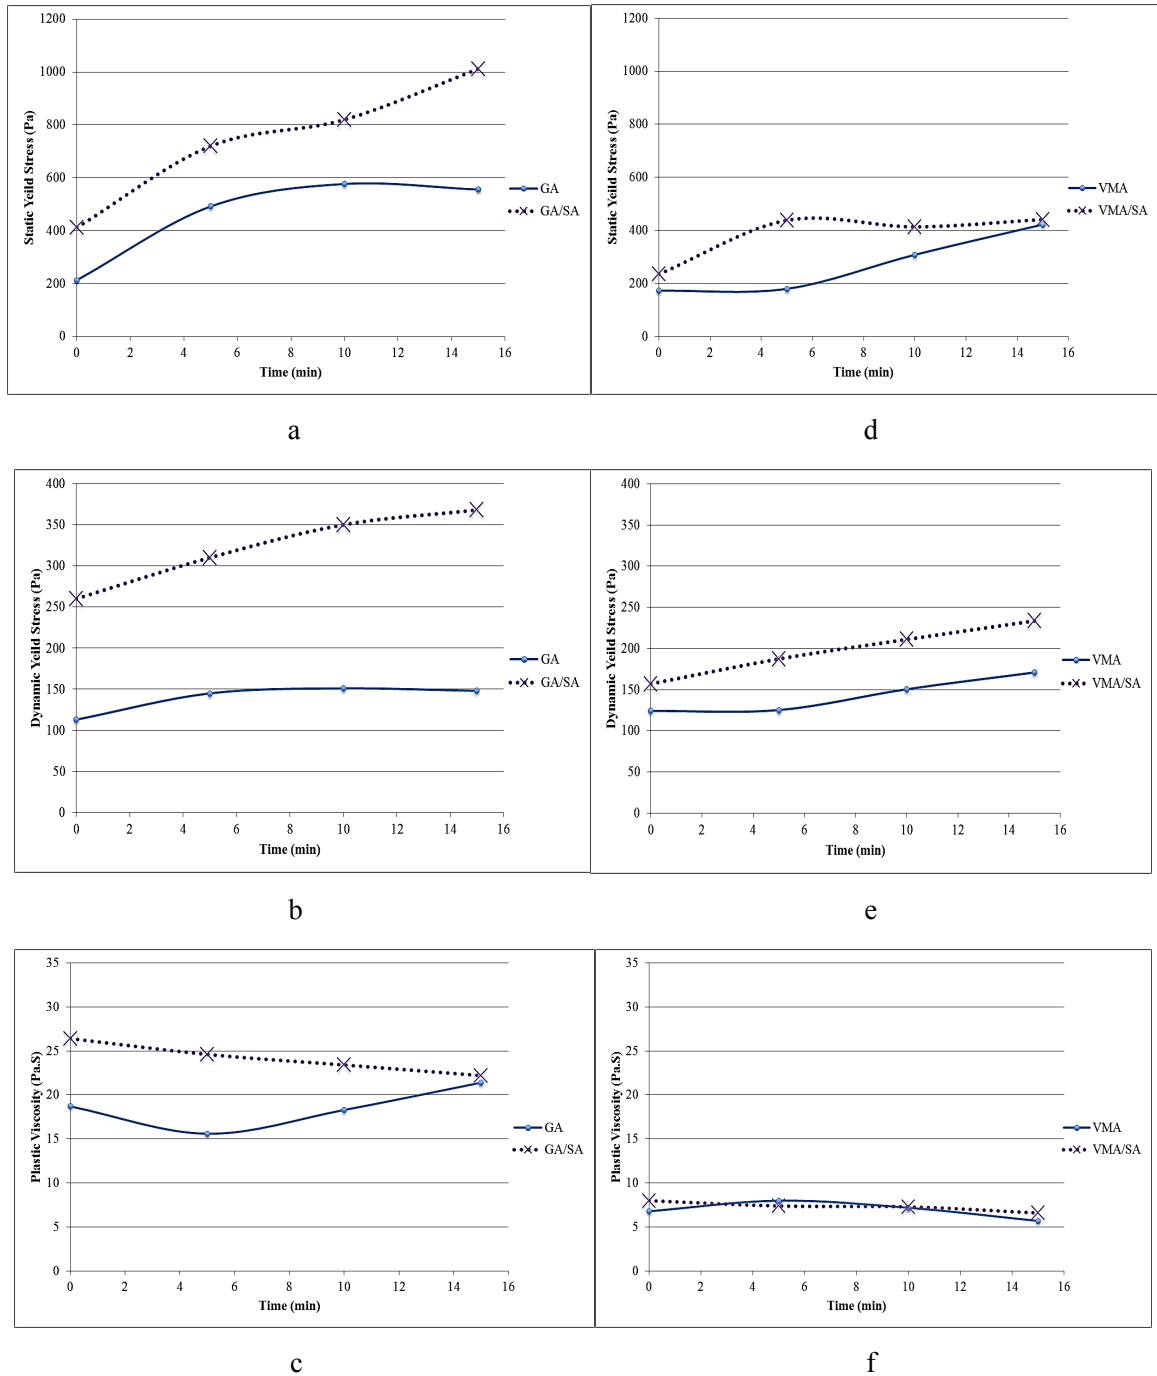 1200
1000
800
600
400
200
0
0 2 4 6 8 10 12 14 16
Static Yeild Stress (Pa)
Time (min)
GA
GA/SA
a
1200
1000
800
600
400
200
0
0 2 4 6 8 10 12 14 16
Static Yeild Stress (Pa)
Time (min)
VMA
VMA/SA
d
400
350
300
250
200
150
100
50
0
0 2 4 6 8 10 12 14 16
Dynamic Yeild Stress (Pa)
Time (min)
GA
GA/SA
b
400
350
300
250
200
150
100
50
0
0 2 4 6 8 10 12 14 16
Dynamic Yeild Stress (Pa)
Time (min)
VMA
VMA/SA
e
35
30
25
20
15
10
5
0
0 2 4 6 8 10 12 14 16
Plastic Viscosity (Pa.S)
Time (min)
GA
GA/SA
c
35
30
25
20
15
10
5
0
0 2 4 6 8 10 12 14 16
Plastic Viscosity (Pa.S)
Time (min)
VMA
VMA/SA
f